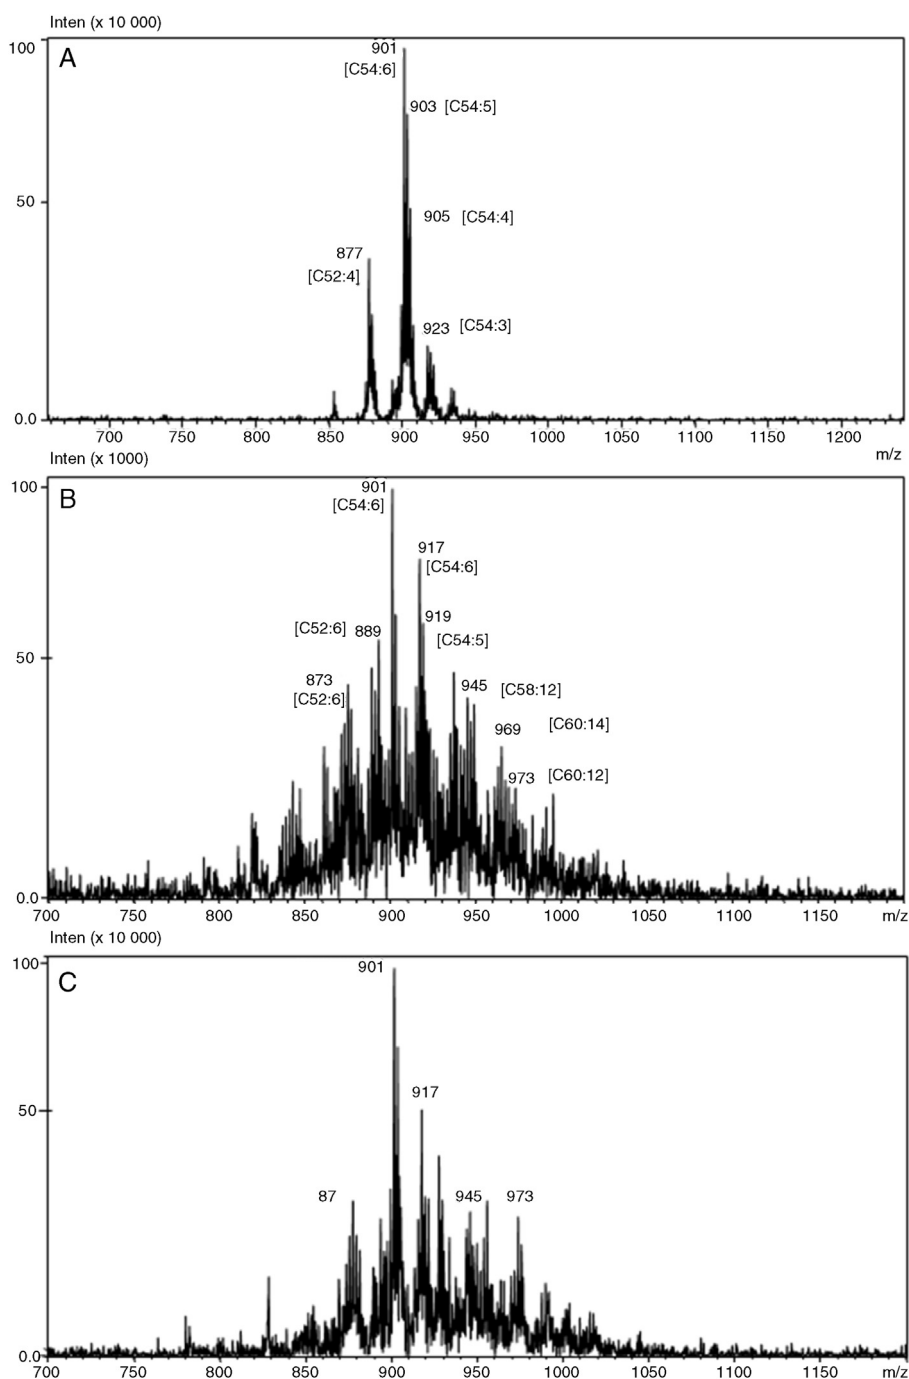 Inten (x 10 000)
100
A
901
[C54:6]
903 [C54:5]
50
905 [C54:4]
877
[C52:4]
923 [C54:3]
0.0
700 750 800 850 900 950 1000 1050 1100 1150 1200
m/z
Inten (x 1000)
100
B
901
[C54:6]
917
[C54:6]
919
[C52:6] 889
[C54:5]
50
873
[C52:6]
945 [C58:12]
969 [C60:14]
973 [C60:12]
0.0
700 750 800 850 900 950 1000 1050 1100 1150 m/z
Inten (x 10 000)
100
C
901
917
50
87 945 973
0.0
700 750 800 850 900 950 1000 1050 1100 1150 m/z